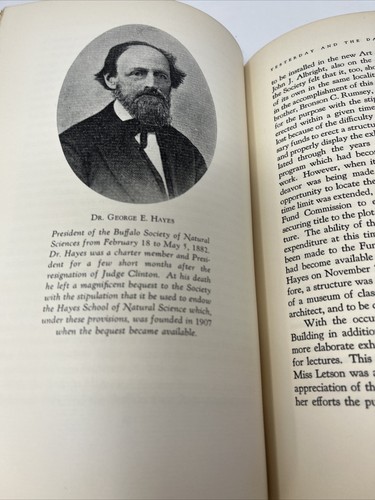 DR. GEORGE E. HAYES
President of the Buffalo Society of Natural
Sciences from February 18 to May 5, 1882.
Dr. Hayes was a charter member and Presi-
dent for a few short months after the
resignation of Judge Clinton. At his death
he left a magnificent bequest to the Society
with the stipulation that it be used to endow
the Hayes School of Natural Science which,
under these provisions, was founded in 1907
when the bequest became available.
YESTERDAY AND THE DA
to be installed in the new Art
John J. Albright, also on the
the Society felt that it, too, sho
of its own in the same locali
in the accomplishment of this
brother, Bronson C. Rumsey,
for the purpose with the stip
erected within a given time
lost because of the difficulty
sary funds to erect a structur
and properly display the exh
lated through the years
program which had become
However, when it
deavor was being made
opportunity to locate the
time limit was extended,
Fund Commission to e
securing title to the plot
ture. The ability of th
expenditure at this tim
been made to the Fun
had become available
Hayes on November
fore, a structure was
of a museum of clas
architect, and to be c
With the occu
Building in addition
more elaborate exh
for lectures. This
Miss Letson was a
appreciation of th
her efforts the pu